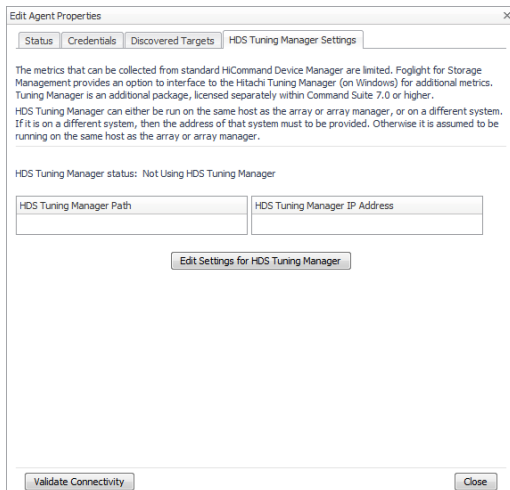 Edit Agent Properties
Status Credentials Discovered Targets HDS Tuning Manager Settings
The metrics that can be collected from standard HiCommand Device Manager are limited. Foglight for Storage
Management provides an option to interface to the Hitachi Tuning Manager (on Windows) for additional metrics.
Tuning Manager is an additional package, licensed separately within Command Suite 7.0 or higher.
HDS Tuning Manager can either be run on the same host as the array or array manager, or on a different system.
If it is on a different system, then the address of that system must to be provided. Otherwise it is assumed to be
running on the same host as the array or array manager.
HDS Tuning Manager status: Not Using HDS Tuning Manager
HDS Tuning Manager Path HDS Tuning Manager IP Address
Edit Settings for HDS Tuning Manager
Validate Connectivity Close